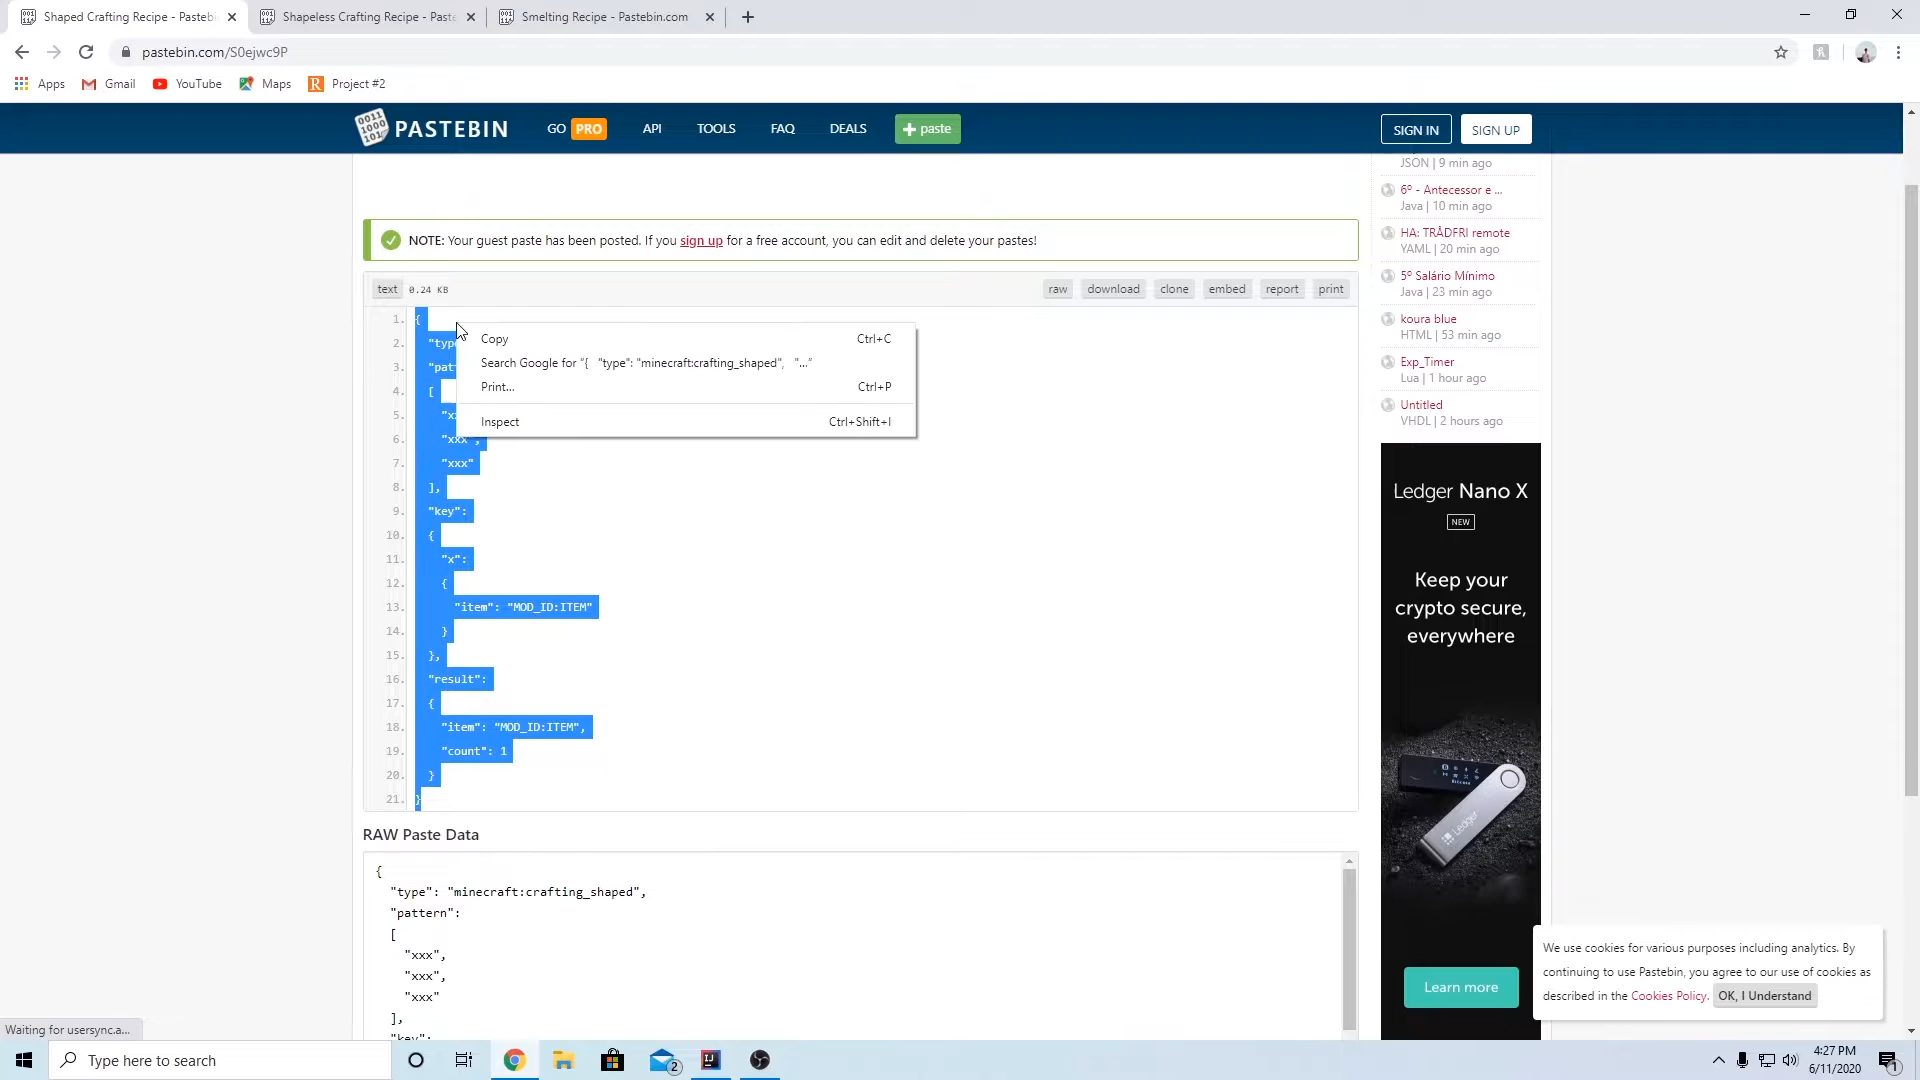 Shaped Crafting Recipe - Pastebi
Shapeless Crafting Recipe - Paste
Smelting Recipe - Pastebin.com
pastebin.com/S0ejwc9P
Apps
Gmail
YouTube
Maps
Project #2
PASTEBIN
GO PRO
API
TOOLS
FAQ
DEALS
+ paste
SIGN IN
SIGN UP
NOTE: Your guest paste has been posted. If you sign up for a free account, you can edit and delete your pastes!
text 0.24 KB
raw
download
clone
embed
report
print
1. {
2. "type
3. "pat
4. [
5. "xx
6. "xxx",
7. "xxx"
8. ],
9. "key":
10. {
11. "x":
12. {
13. "item": "MOD_ID:ITEM"
14. }
15. },
16. "result":
17. {
18. "item": "MOD_ID:ITEM",
19. "count": 1
20. }
21. }
Copy Ctrl+C
Search Google for "{ "type": "minecraft:crafting_shaped", "..."
Print... Ctrl+P
Inspect Ctrl+Shift+I
RAW Paste Data
{
"type": "minecraft:crafting_shaped",
"pattern":
[
"xxx",
"xxx",
"xxx"
],
"key":
JSON | 9 min ago
6º - Antecessor e ...
Java | 10 min ago
HA: TRÅDFRI remote
YAML | 20 min ago
5º Salário Mínimo
Java | 23 min ago
koura blue
HTML | 53 min ago
Exp_Timer
Lua | 1 hour ago
Untitled
VHDL | 2 hours ago
Ledger Nano X
NEW
Keep your
crypto secure,
everywhere
Ledger
Learn more
We use cookies for various purposes including analytics. By
continuing to use Pastebin, you agree to our use of cookies as
described in the Cookies Policy. OK, I Understand
Waiting for usersync.a...
Type here to search
2
4:27 PM
6/11/2020
1